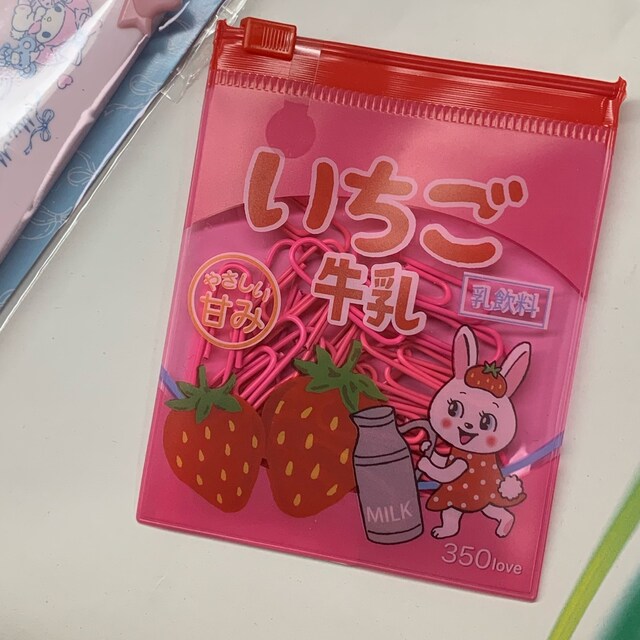 いちご
牛乳
やさしい
甘み
乳飲料
MILK
350love